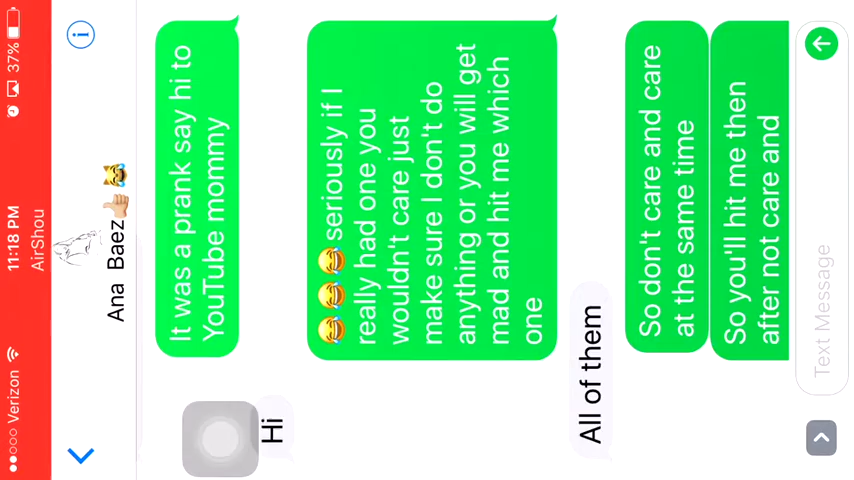 Verizon 11:18 PM 37%
AirShou
Ana Baez👍🏼😹
It was a prank say hi to
YouTube mommy
Hi
😂😂😂seriously if I
really had one you
wouldn't care just
make sure I don't do
anything or you will get
mad and hit me which
one
All of them
So don't care and care
at the same time
So you'll hit me then
after not care and
Text Message